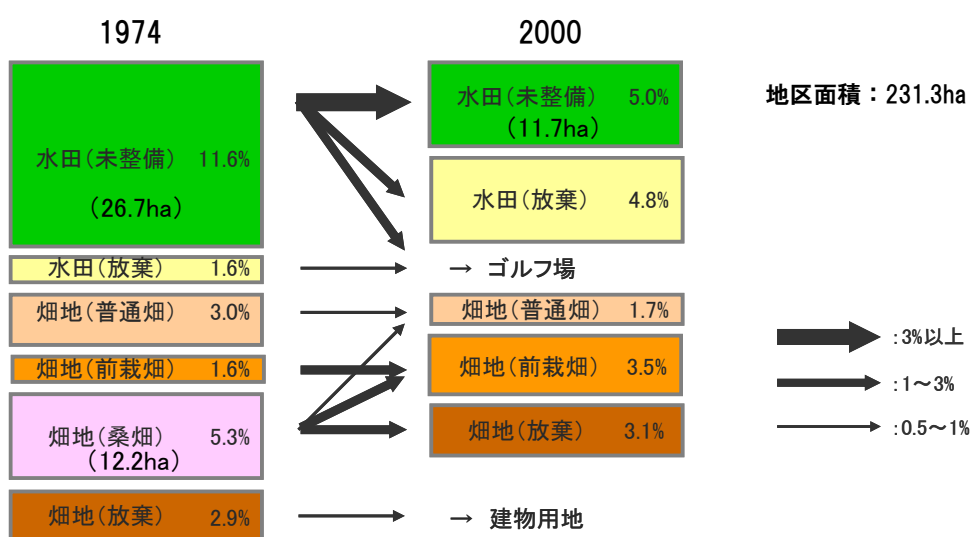 1974
2000
地区面積：231.3ha
水田（未整備） 11.6%
（26.7ha）
水田（放棄） 1.6%
畑地（普通畑） 3.0%
畑地（前栽畑） 1.6%
畑地（桑畑） 5.3%
（12.2ha）
畑地（放棄） 2.9%
水田（未整備） 5.0%
（11.7ha）
水田（放棄） 4.8%
→ ゴルフ場
畑地（普通畑） 1.7%
畑地（前栽畑） 3.5%
畑地（放棄） 3.1%
→ 建物用地
：3%以上
：1～3%
：0.5～1%